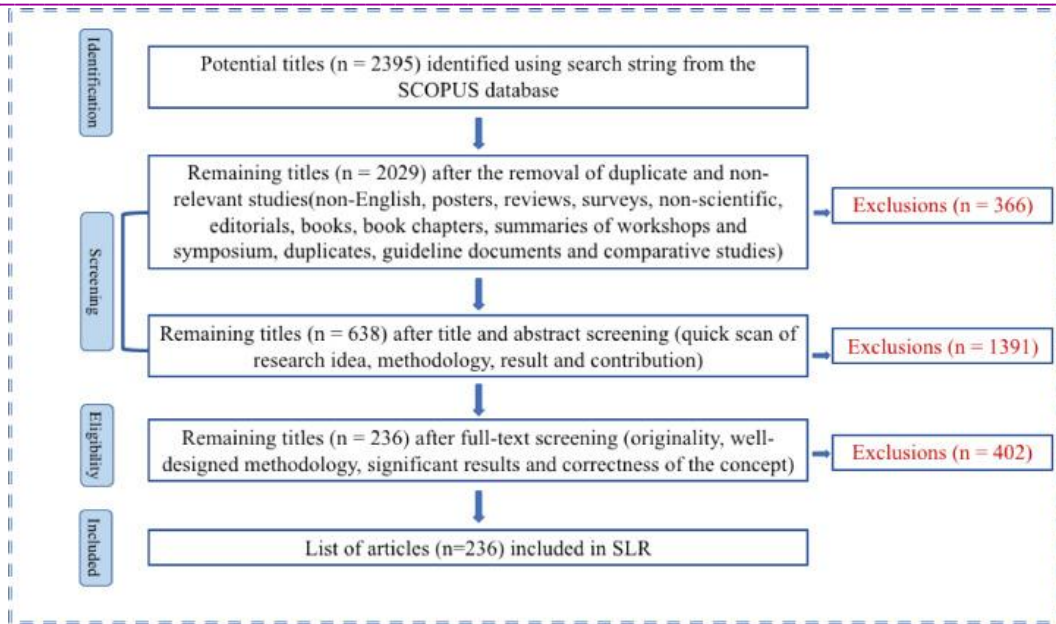 Identification
Potential titles (n = 2395) identified using search string from the
SCOPUS database
Screening
Remaining titles (n = 2029) after the removal of duplicate and non-
relevant studies(non-English, posters, reviews, surveys, non-scientific,
editorials, books, book chapters, summaries of workshops and
symposium, duplicates, guideline documents and comparative studies)
Exclusions (n = 366)
Remaining titles (n = 638) after title and abstract screening (quick scan of
research idea, methodology, result and contribution)
Exclusions (n = 1391)
Eligibility
Remaining titles (n = 236) after full-text screening (originality, well-
designed methodology, significant results and correctness of the concept)
Exclusions (n = 402)
Included
List of articles (n=236) included in SLR